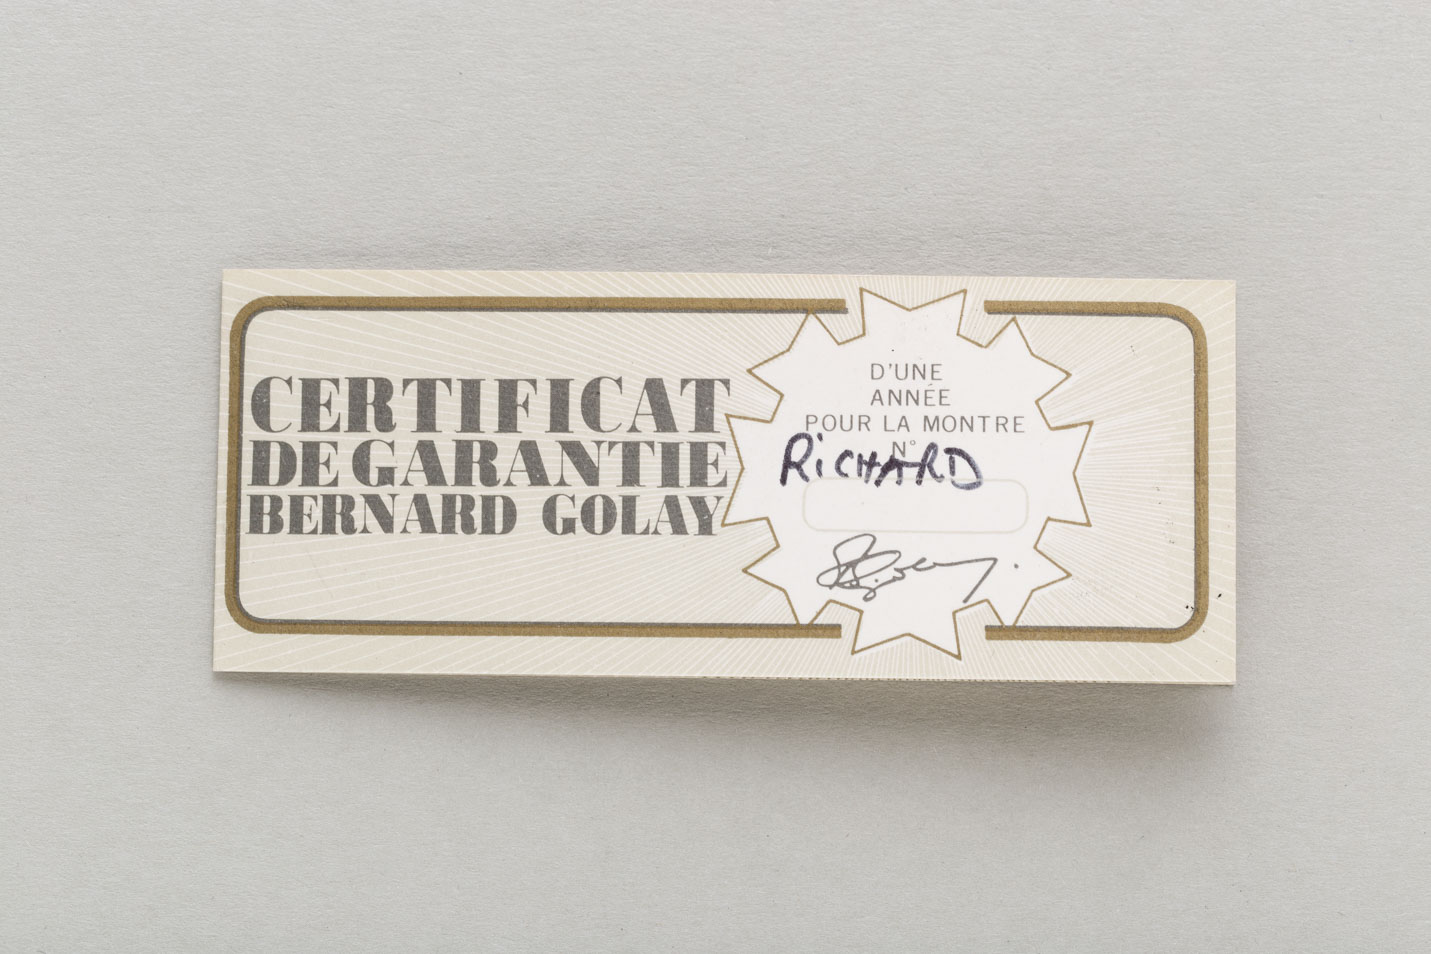 CERTIFICAT
DE GARANTIE
BERNARD GOLAY
D'UNE
ANNÉE
POUR LA MONTRE
N°
RiCHARD